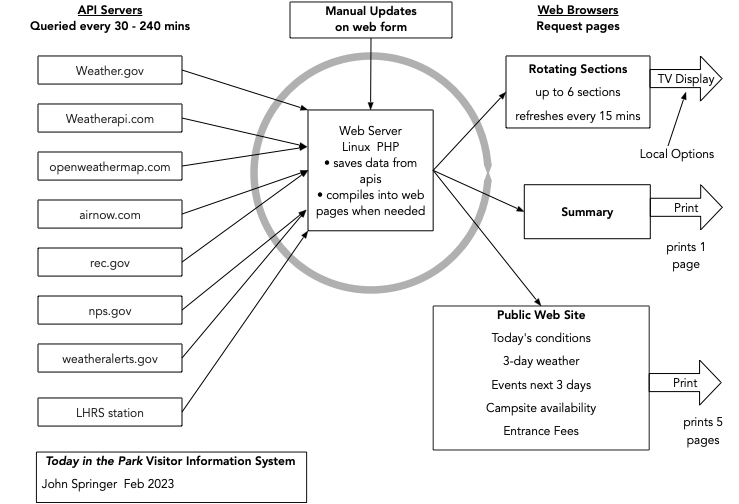 API Servers
Queried every 30 - 240 mins
Manual Updates
on web form
Web Browsers
Request pages
Weather.gov
Weatherapi.com
openweathermap.com
airnow.com
rec.gov
nps.gov
weatheralerts.gov
LHRS station
Web Server
Linux PHP
• saves data from
apis
• compiles into web
pages when needed
Rotating Sections
up to 6 sections
refreshes every 15 mins
TV Display
Local Options
Summary
Print
prints 1
page
Public Web Site
Today's conditions
3-day weather
Events next 3 days
Campsite availability
Entrance Fees
Print
prints 5
pages
Today in the Park Visitor Information System
John Springer Feb 2023